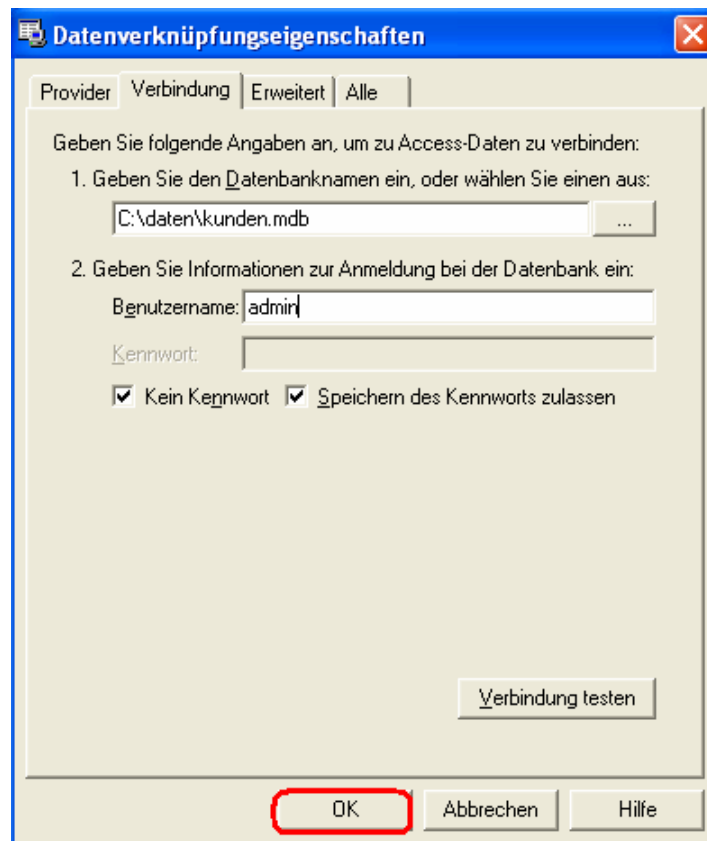 Datenverknüpfungseigenschaften
Provider Verbindung Erweitert Alle
Geben Sie folgende Angaben an, um zu Access-Daten zu verbinden:
1. Geben Sie den Datenbanknamen ein, oder wählen Sie einen aus:
C:\daten\kunden.mdb ...
2. Geben Sie Informationen zur Anmeldung bei der Datenbank ein:
Benutzername: admin
Kennwort:
Kein Kennwort Speichern des Kennworts zulassen
Verbindung testen
OK Abbrechen Hilfe